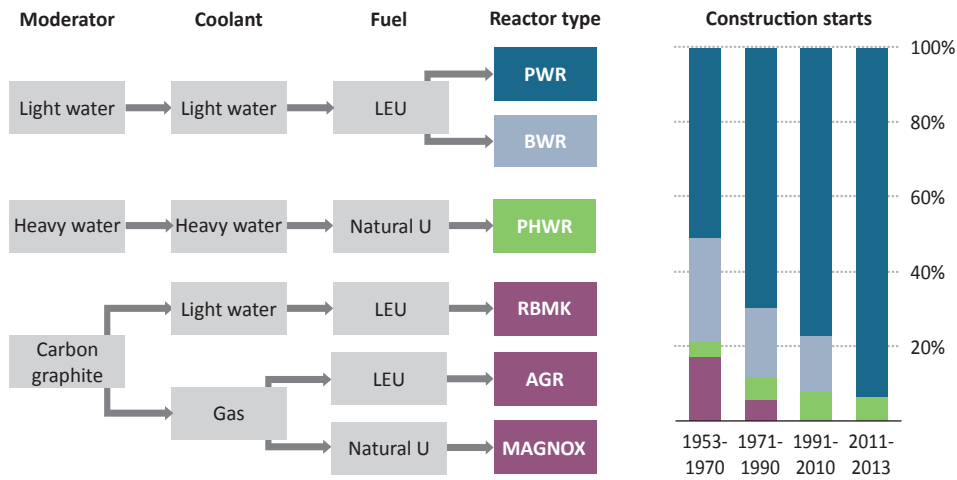 Moderator Coolant Fuel Reactor type Construction starts
100%
PWR
Light water Light water LEU
80%
BWR
60%
Heavy water Heavy water Natural U PHWR
40%
Light water LEU RBMK
20%
Carbon
graphite
LEU AGR
Gas
Natural U MAGNOX
1953- 1971- 1991- 2011-
1970 1990 2010 2013